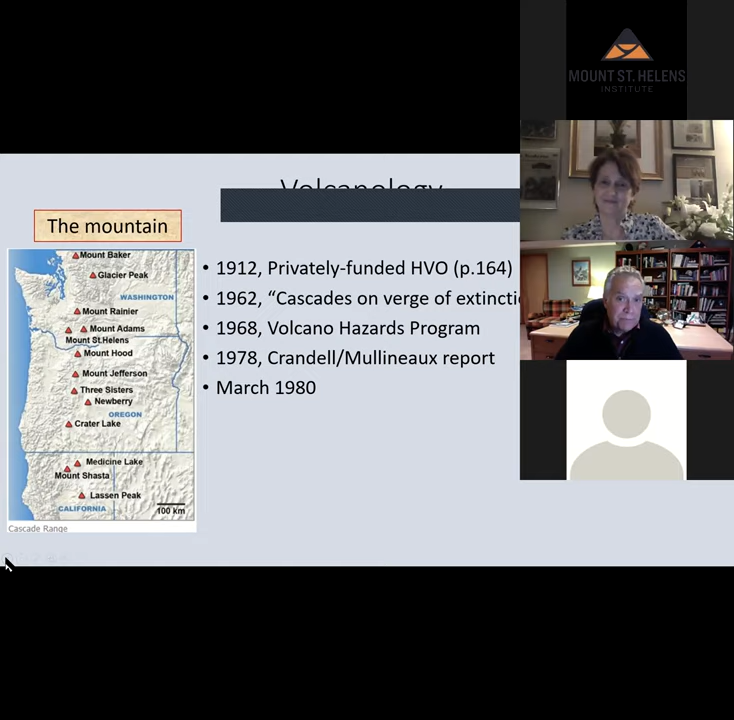 MOUNT ST. HELENS
INSTITUTE
Volcanology
The mountain
Mount Baker
Glacier Peak
WASHINGTON
Mount Rainier
Mount Adams
Mount St.Helens
Mount Hood
Mount Jefferson
Three Sisters
Newberry
OREGON
Crater Lake
Medicine Lake
Mount Shasta
Lassen Peak
CALIFORNIA
100 km
Cascade Range
• 1912, Privately-funded HVO (p.164)
• 1962, “Cascades on verge of extinctio
• 1968, Volcano Hazards Program
• 1978, Crandell/Mullineaux report
• March 1980